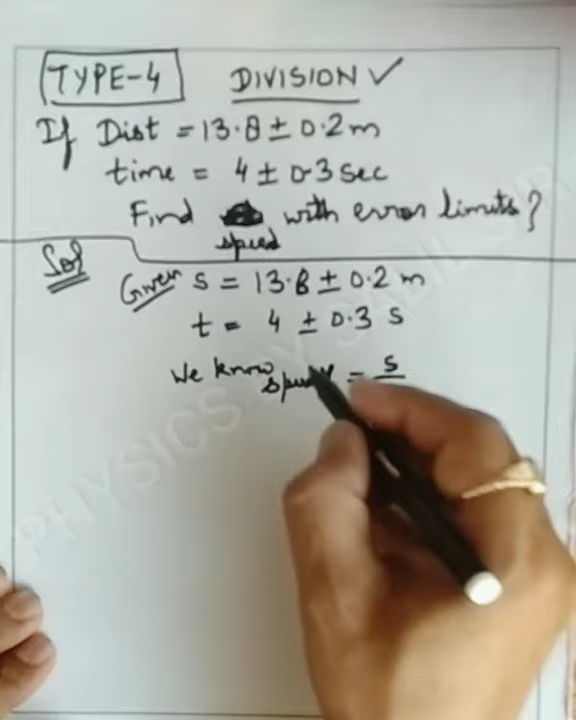 TYPE-4 DIVISION ✓
If Dist = 13.8 ± 0.2 m
time = 4 ± 0.3 sec
Find speed with error limits?
Sol
Given s = 13.8 ± 0.2 m
t = 4 ± 0.3 s
We know speed = s
PHYSICS